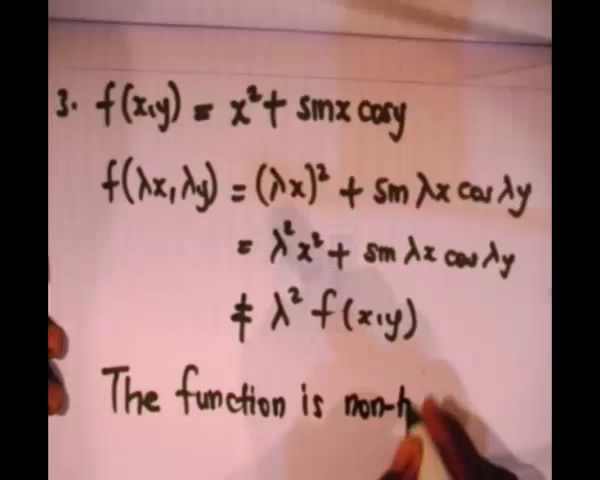 3. f(x,y) = x² + sinx cosy
f(λx, λy) = (λx)² + sin λx cos λy
= λ²x² + sin λx cos λy
≠ λ² f(x,y)
The function is non-h